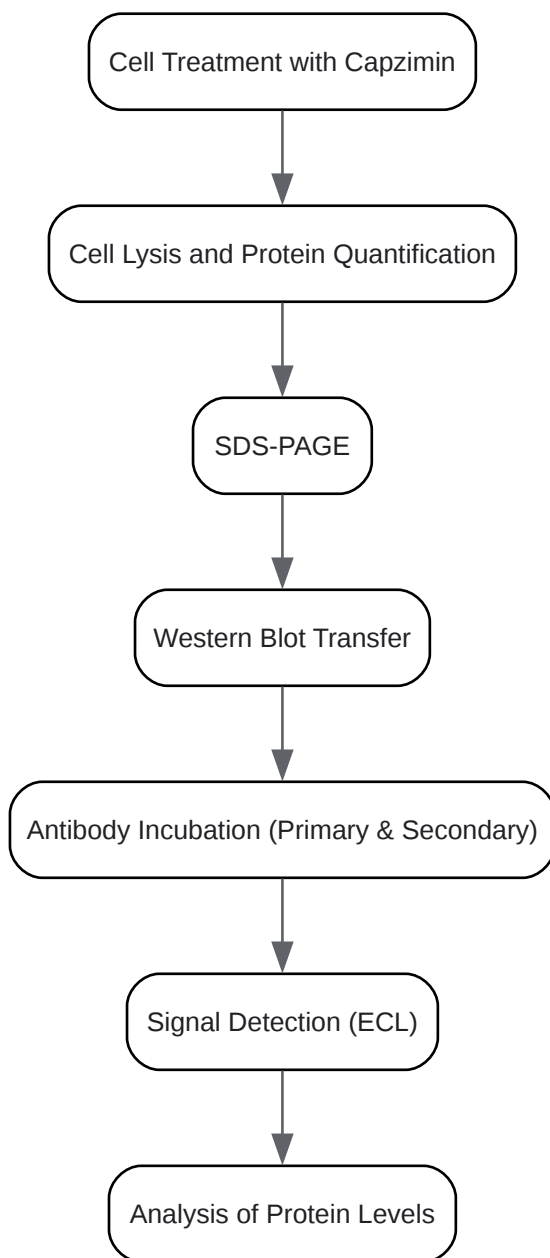 Cell Treatment with Capzimin
Cell Lysis and Protein Quantification
SDS-PAGE
Western Blot Transfer
Antibody Incubation (Primary & Secondary)
Signal Detection (ECL)
Analysis of Protein Levels